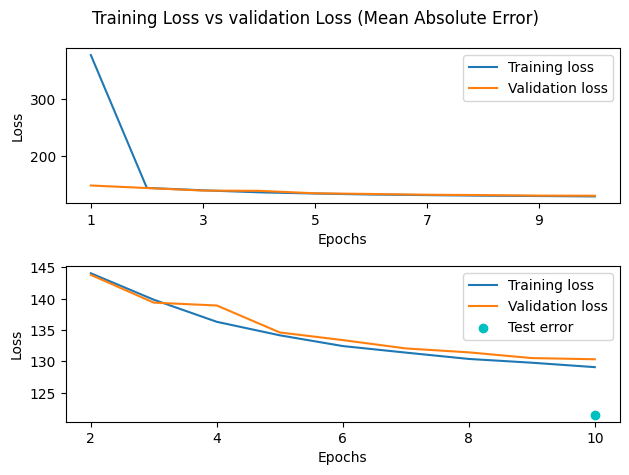 Training Loss vs validation Loss (Mean Absolute Error)
300
200
Loss
Training loss
Validation loss
1 3 5 7 9
Epochs
145
140
135
130
125
Loss
Training loss
Validation loss
Test error
2 4 6 8 10
Epochs